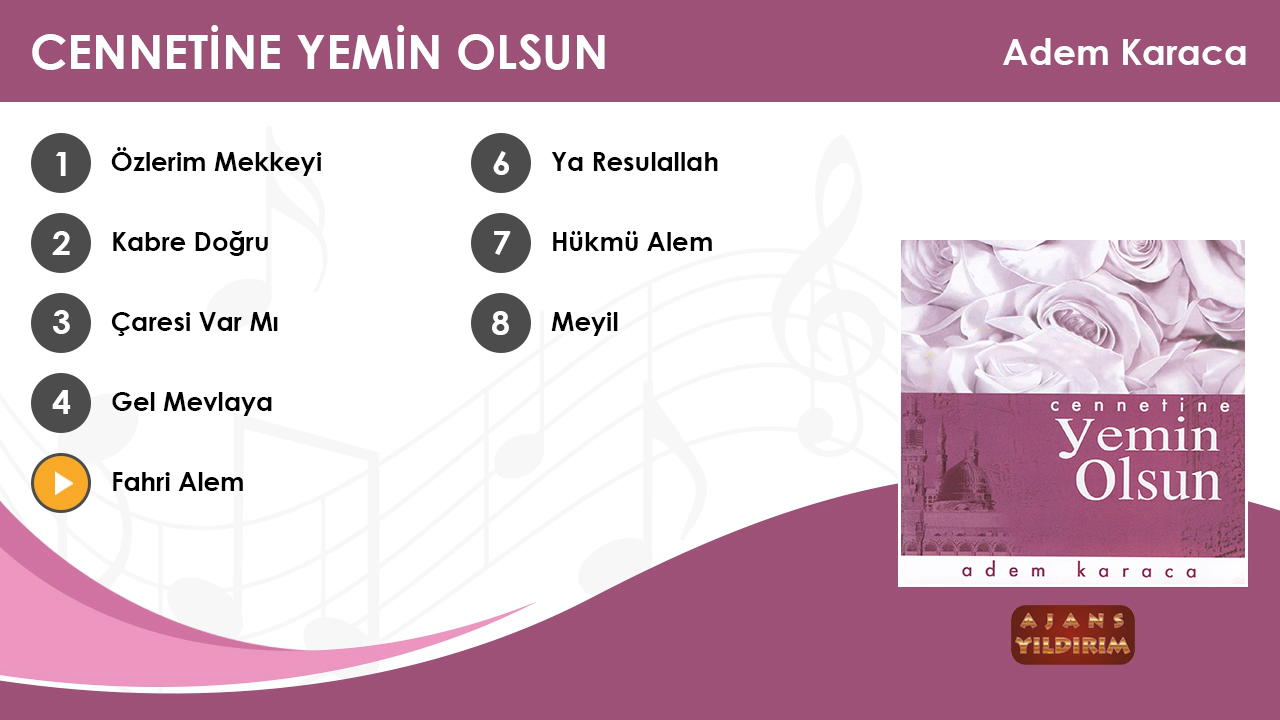 CENNETİNE YEMİN OLSUN
Adem Karaca
1 Özlerim Mekkeyi
2 Kabre Doğru
3 Çaresi Var Mı
4 Gel Mevlaya
Fahri Alem
6 Ya Resulallah
7 Hükmü Alem
8 Meyil
cennetine
yemin
Olsun
adem karaca
AJANS
YILDIRIM